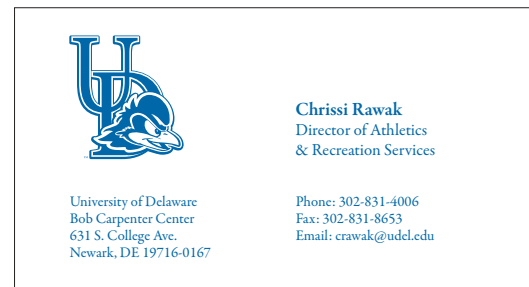 UD
Chrissi Rawak
Director of Athletics
& Recreation Services
University of Delaware
Bob Carpenter Center
631 S. College Ave.
Newark, DE 19716-0167
Phone: 302-831-4006
Fax: 302-831-8653
Email: crawak@udel.edu